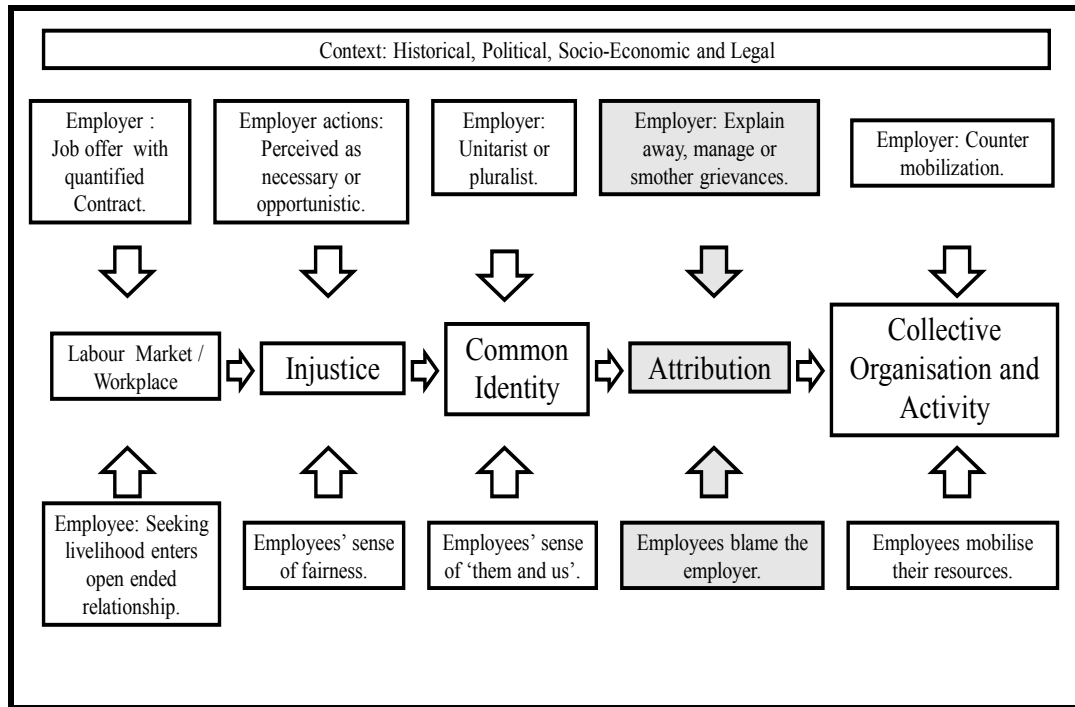 Context: Historical, Political, Socio-Economic and Legal
Employer :
Job offer with
quantified
Contract.
Employer actions:
Perceived as
necessary or
opportunistic.
Employer:
Unitarist or
pluralist.
Employer: Explain
away, manage or
smother grievances.
Employer: Counter
mobilization.
Labour Market /
Workplace
Injustice
Common
Identity
Attribution
Collective
Organisation and
Activity
Employee: Seeking
livelihood enters
open ended
relationship.
Employees’ sense
of fairness.
Employees’ sense
of ‘them and us’.
Employees blame the
employer.
Employees mobilise
their resources.